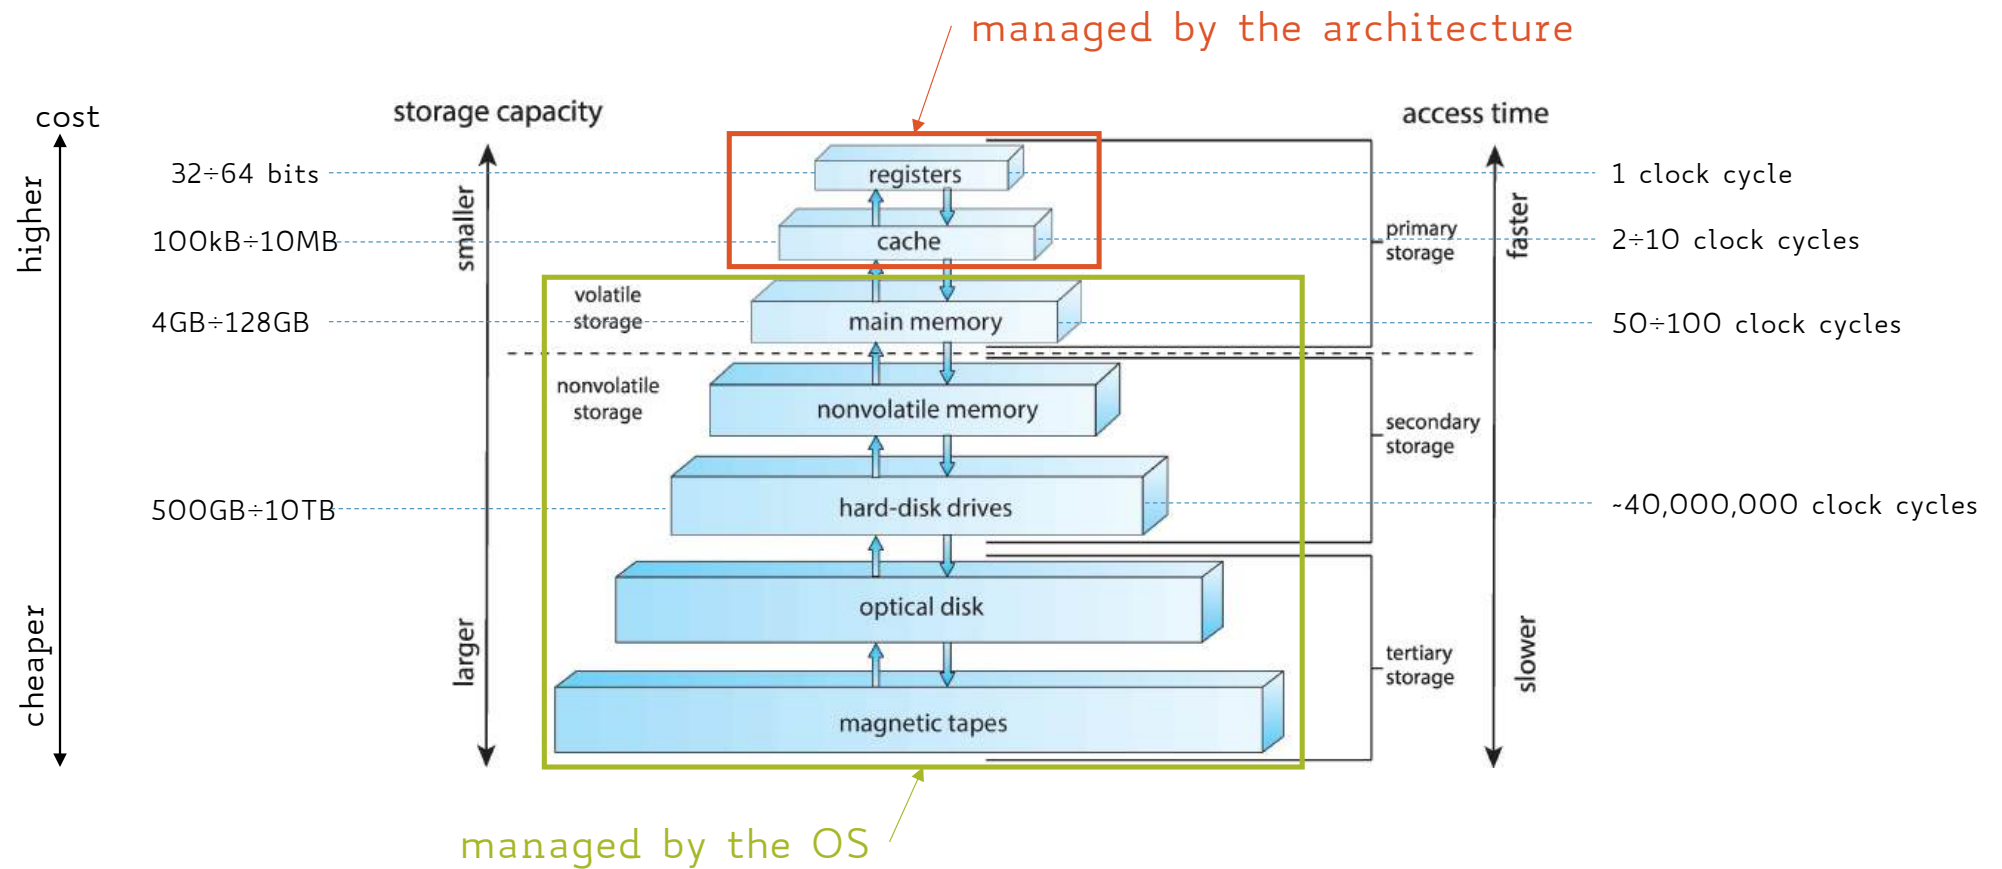 managed by the architecture
cost
storage capacity
access time
higher
cheaper
smaller
larger
faster
slower
32÷64 bits
registers
1 clock cycle
100kB÷10MB
cache
2÷10 clock cycles
primary
storage
volatile
storage
4GB÷128GB
main memory
50÷100 clock cycles
nonvolatile
storage
nonvolatile memory
secondary
storage
500GB÷10TB
hard-disk drives
~40,000,000 clock cycles
optical disk
tertiary
storage
magnetic tapes
managed by the OS